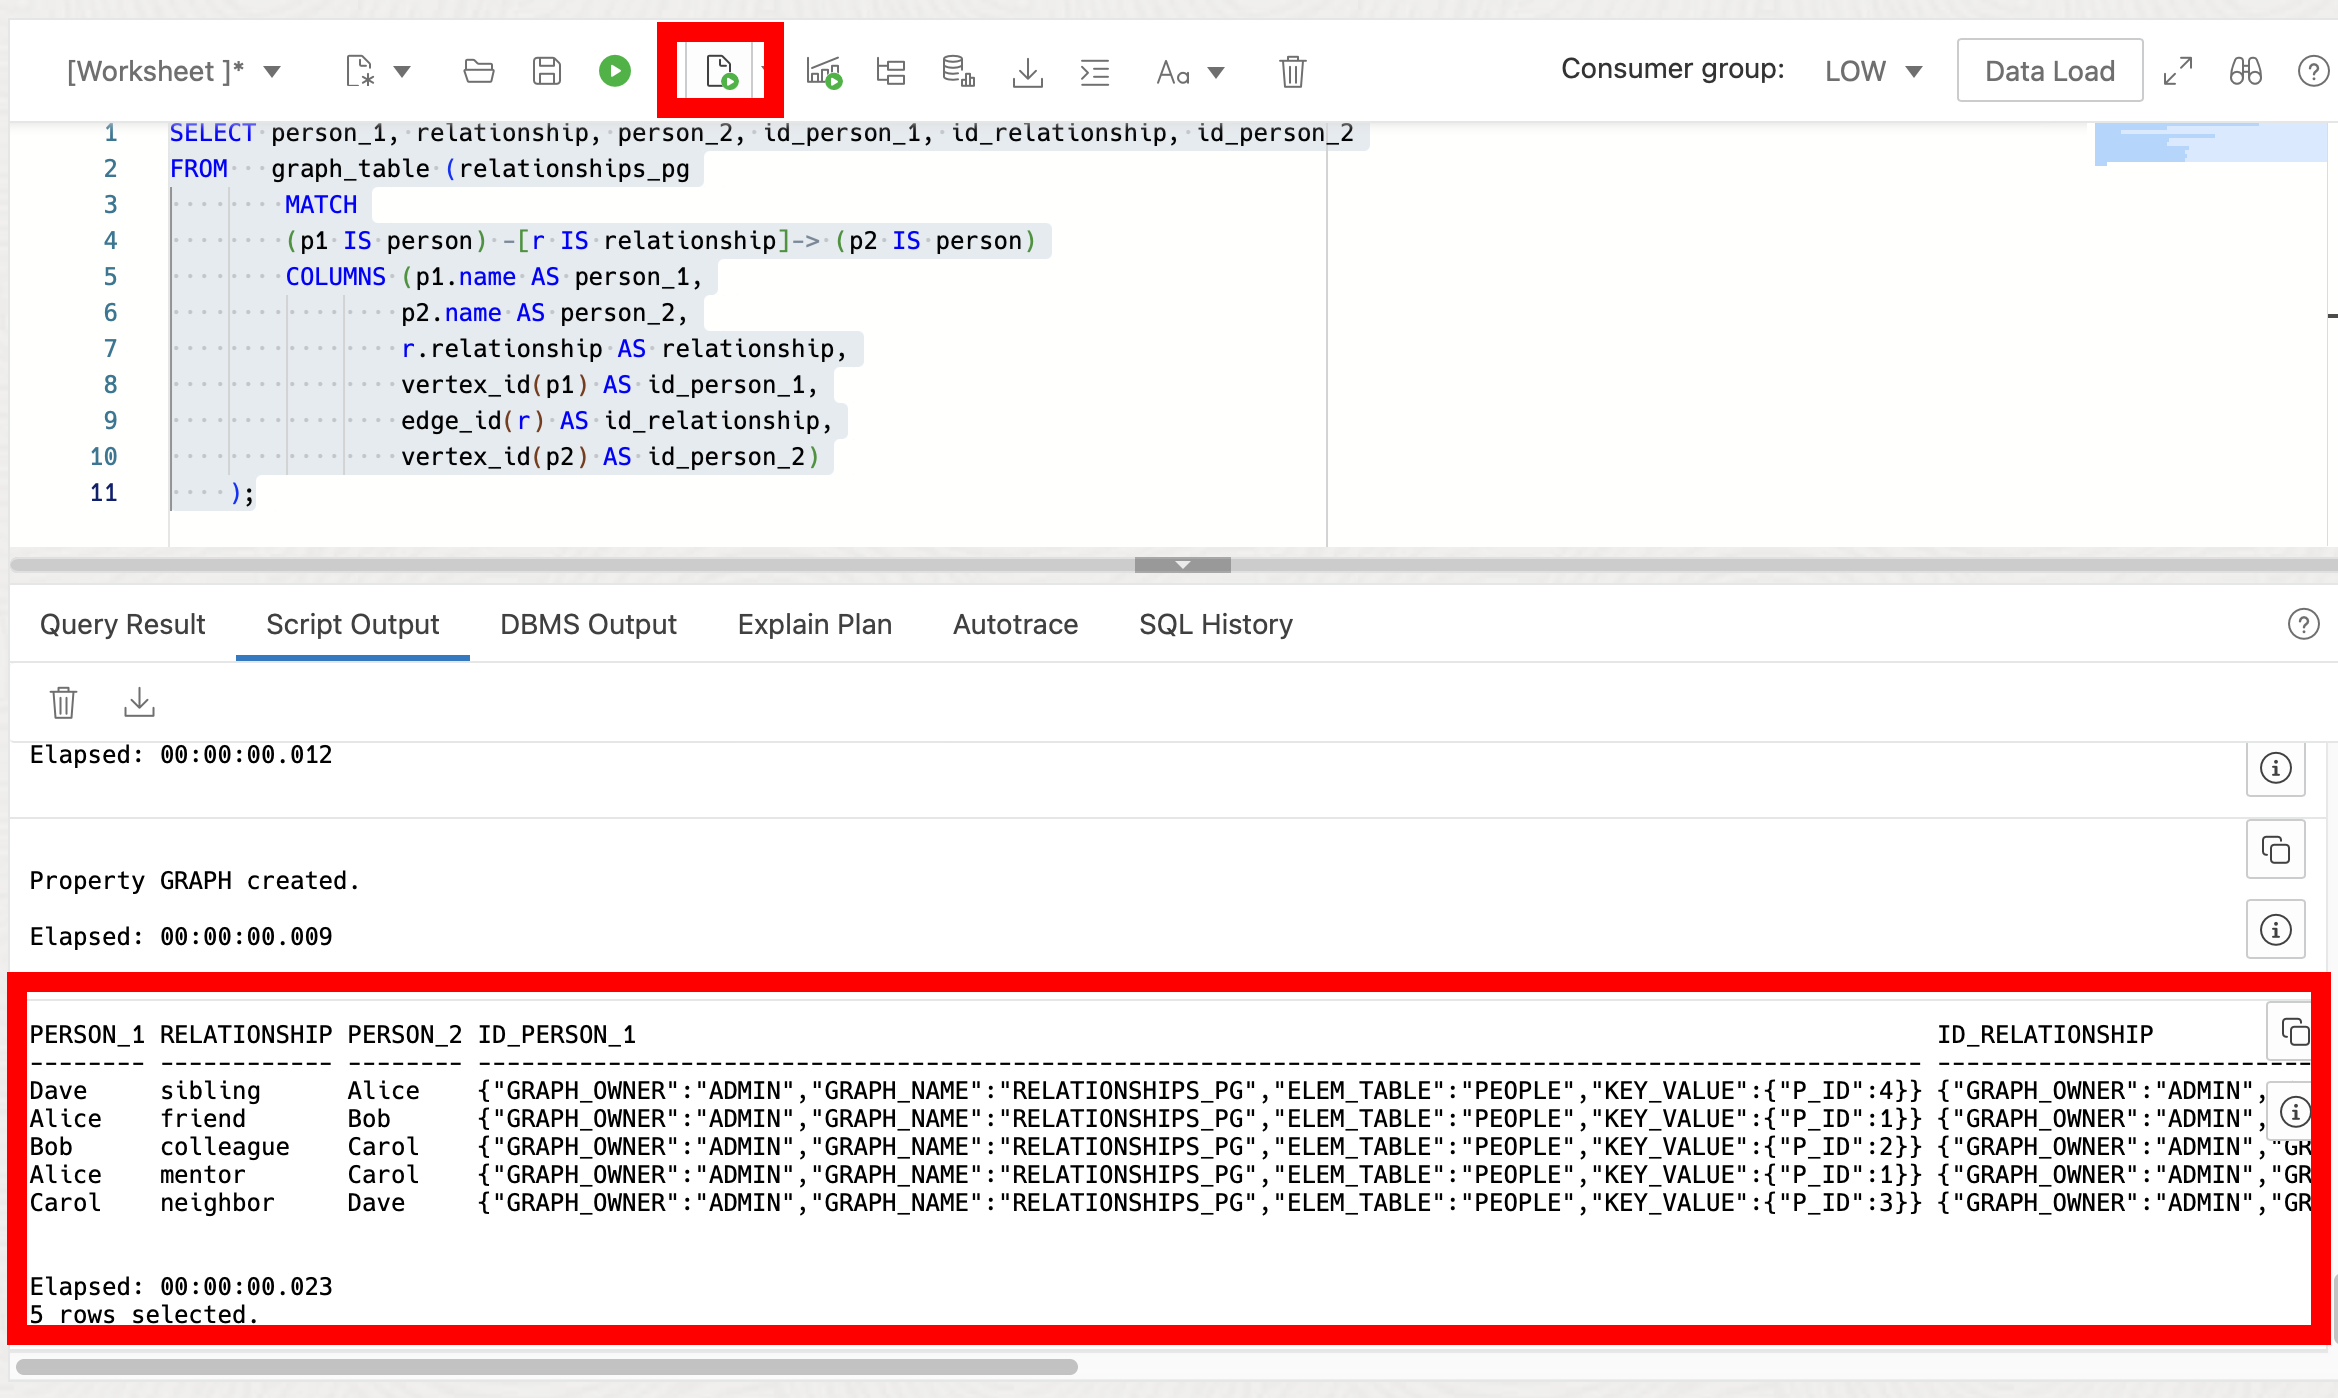 [Worksheet ]*
Aa
Consumer group: LOW
Data Load
1 SELECT person_1, relationship, person_2, id_person_1, id_relationship, id_person_2
2 FROM   graph_table (relationships_pg
3         MATCH
4         (p1 IS person) -[r IS relationship]-> (p2 IS person)
5         COLUMNS (p1.name AS person_1,
6                 p2.name AS person_2,
7                 r.relationship AS relationship,
8                 vertex_id(p1) AS id_person_1,
9                 edge_id(r) AS id_relationship,
10                 vertex_id(p2) AS id_person_2)
11     );
Query Result Script Output DBMS Output Explain Plan Autotrace SQL History
Elapsed: 00:00:00.012
Property GRAPH created.
Elapsed: 00:00:00.009
PERSON_1 RELATIONSHIP PERSON_2 ID_PERSON_1 ID_RELATIONSHIP
Dave sibling Alice {"GRAPH_OWNER":"ADMIN","GRAPH_NAME":"RELATIONSHIPS_PG","ELEM_TABLE":"PEOPLE","KEY_VALUE":{"P_ID":4}} {"GRAPH_OWNER":"ADMIN",
Alice friend Bob {"GRAPH_OWNER":"ADMIN","GRAPH_NAME":"RELATIONSHIPS_PG","ELEM_TABLE":"PEOPLE","KEY_VALUE":{"P_ID":1}} {"GRAPH_OWNER":"ADMIN",
Bob colleague Carol {"GRAPH_OWNER":"ADMIN","GRAPH_NAME":"RELATIONSHIPS_PG","ELEM_TABLE":"PEOPLE","KEY_VALUE":{"P_ID":2}} {"GRAPH_OWNER":"ADMIN","GR
Alice mentor Carol {"GRAPH_OWNER":"ADMIN","GRAPH_NAME":"RELATIONSHIPS_PG","ELEM_TABLE":"PEOPLE","KEY_VALUE":{"P_ID":1}} {"GRAPH_OWNER":"ADMIN","GR
Carol neighbor Dave {"GRAPH_OWNER":"ADMIN","GRAPH_NAME":"RELATIONSHIPS_PG","ELEM_TABLE":"PEOPLE","KEY_VALUE":{"P_ID":3}} {"GRAPH_OWNER":"ADMIN","GR
Elapsed: 00:00:00.023
5 rows selected.